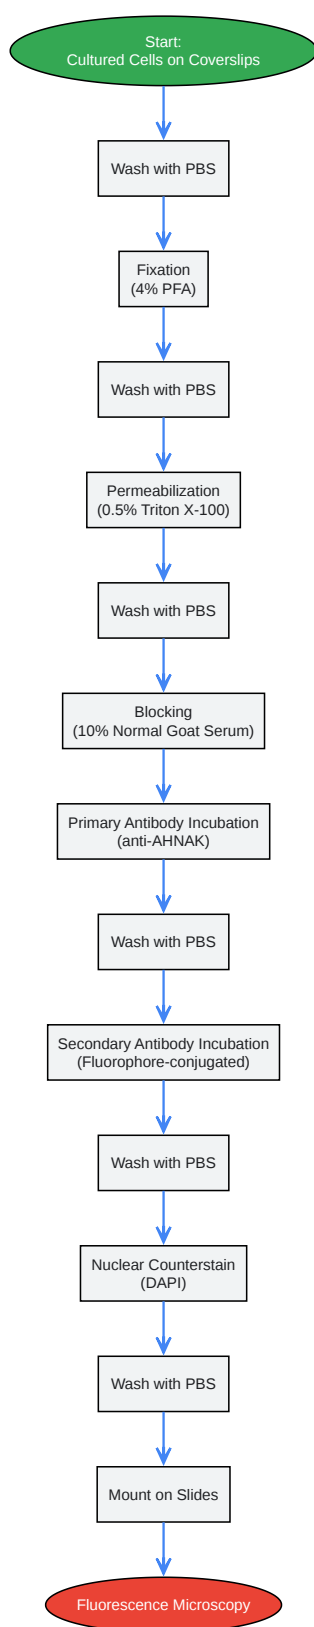 Start:
Cultured Cells on Coverslips
Wash with PBS
Fixation
(4% PFA)
Wash with PBS
Permeabilization
(0.5% Triton X-100)
Wash with PBS
Blocking
(10% Normal Goat Serum)
Primary Antibody Incubation
(anti-AHNAK)
Wash with PBS
Secondary Antibody Incubation
(Fluorophore-conjugated)
Wash with PBS
Nuclear Counterstain
(DAPI)
Wash with PBS
Mount on Slides
Fluorescence Microscopy